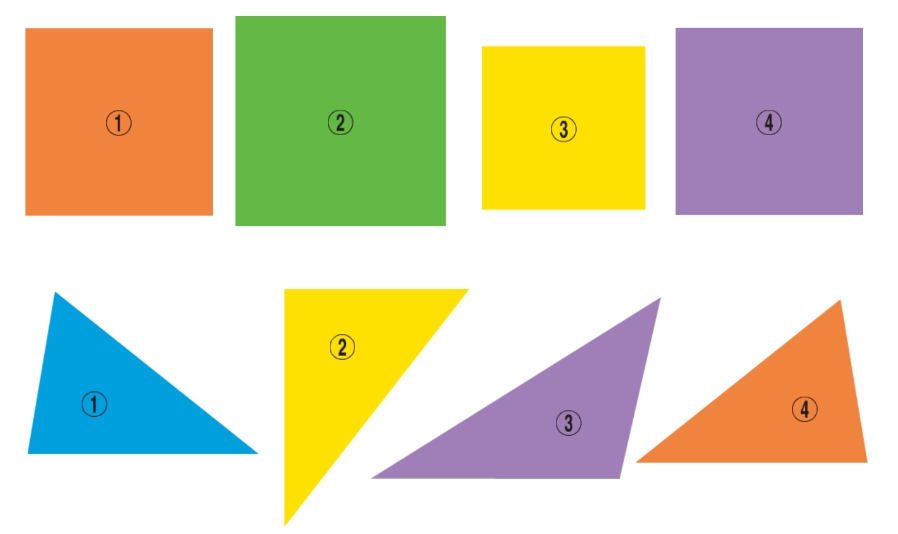 ① ② ③ ④
① ② ③ ④